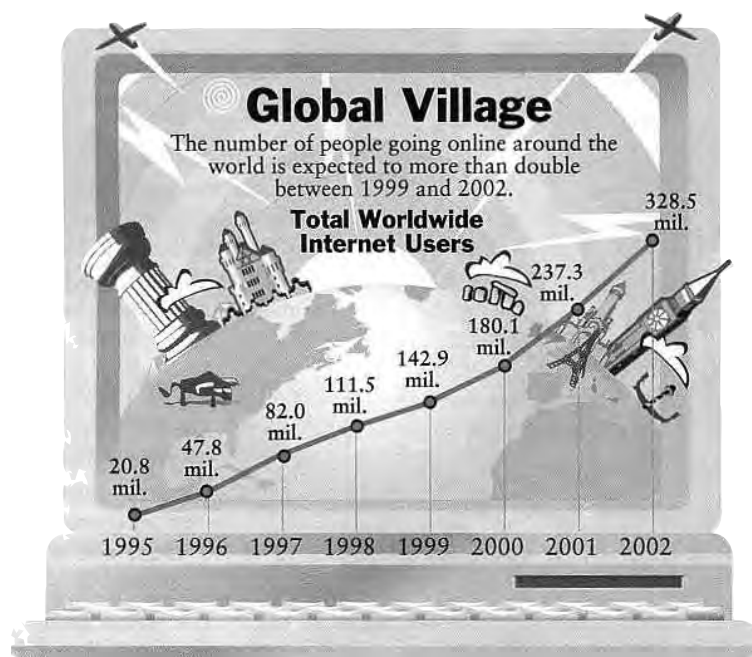 Global Village
The number of people going online around the
world is expected to more than double
between 1999 and 2002.
Total Worldwide
Internet Users
20.8
mil.
47.8
mil.
82.0
mil.
111.5
mil.
142.9
mil.
180.1
mil.
237.3
mil.
328.5
mil.
1995 1996 1997 1998 1999 2000 2001 2002